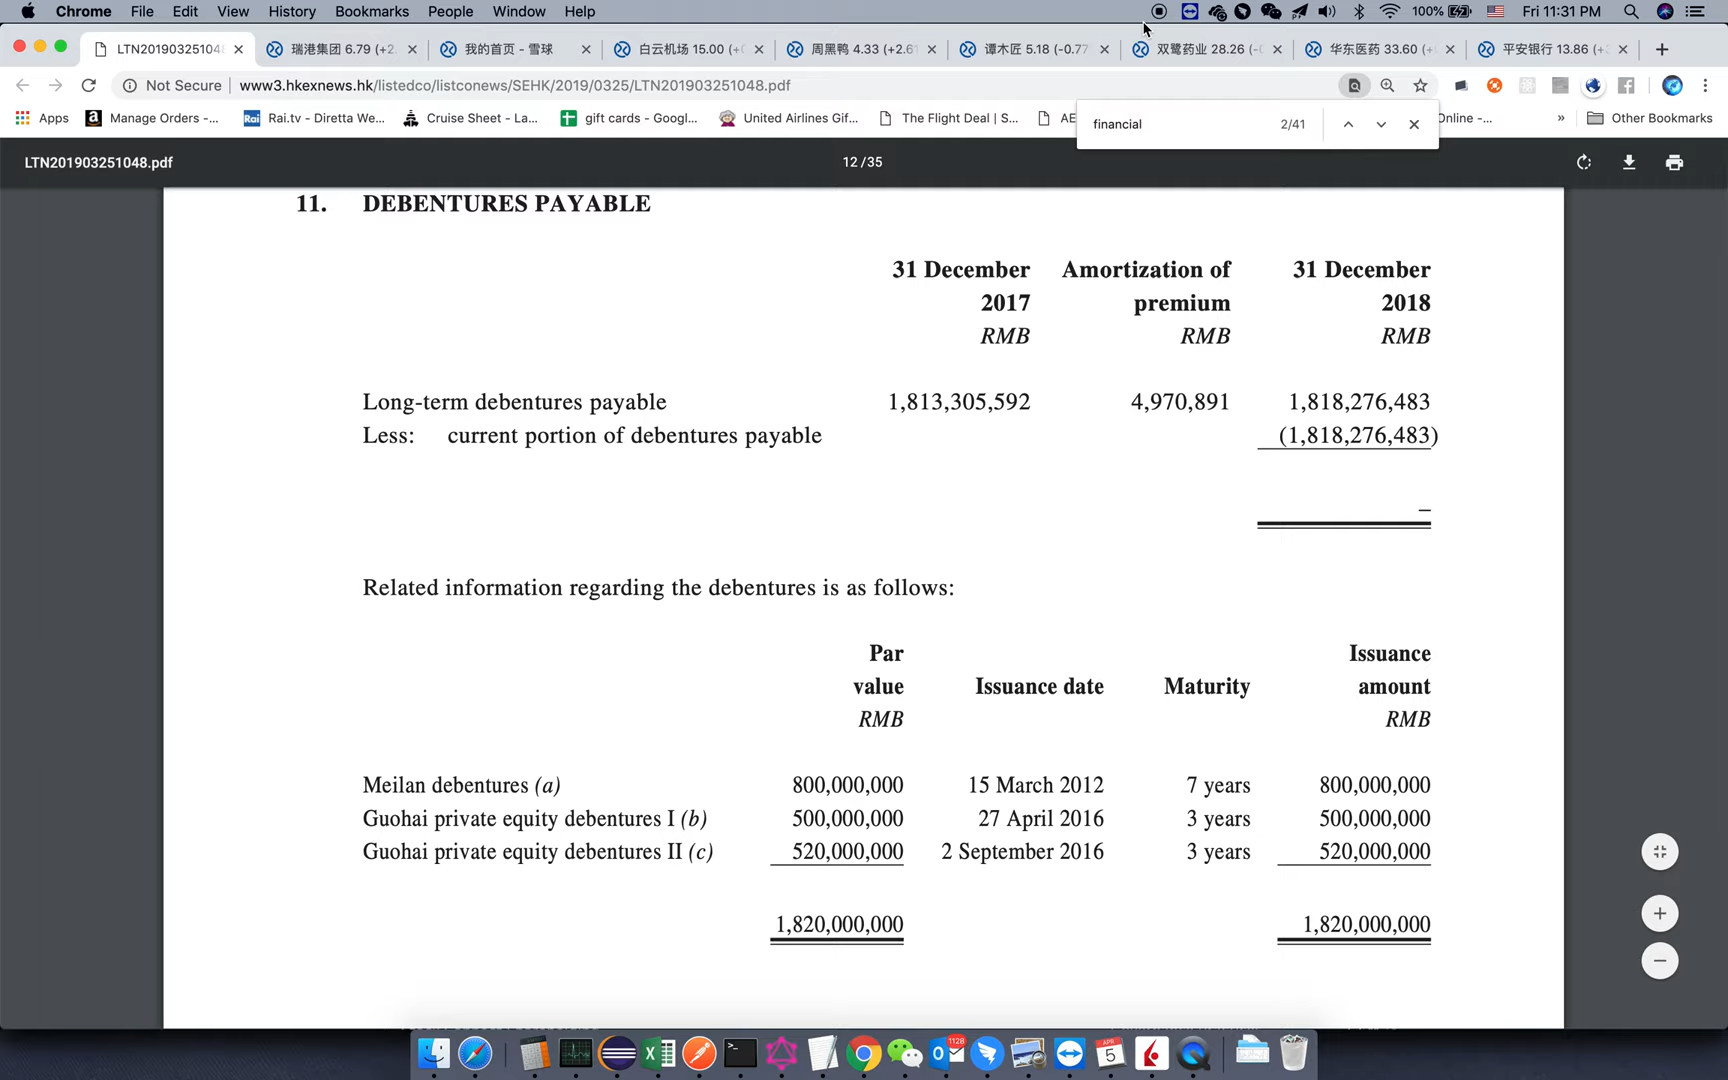 Chrome File Edit View History Bookmarks People Window Help 100% Fri 11:31 PM
LTN201903251048 瑞港集团 6.79 (+2. 我的首页 - 雪球 白云机场 15.00 (+0 周黑鸭 4.33 (+2.6 谭木匠 5.18 (-0.77 双鹭药业 28.26 (- 华东医药 33.60 (+ 平安银行 13.86 (+
Not Secure www3.hkexnews.hk/listedco/listconews/SEHK/2019/0325/LTN201903251048.pdf
Apps Manage Orders -... Rai.tv - Diretta We... Cruise Sheet - La... gift cards - Googl... United Airlines Gif... The Flight Deal | S... AE Online -... » Other Bookmarks
financial 2/41
LTN201903251048.pdf 12 / 35
11. DEBENTURES PAYABLE
31 December Amortization of 31 December
2017 premium 2018
RMB RMB RMB
Long-term debentures payable 1,813,305,592 4,970,891 1,818,276,483
Less: current portion of debentures payable (1,818,276,483)
–
Related information regarding the debentures is as follows:
Par Issuance
value Issuance date Maturity amount
RMB RMB
Meilan debentures (a) 800,000,000 15 March 2012 7 years 800,000,000
Guohai private equity debentures I (b) 500,000,000 27 April 2016 3 years 500,000,000
Guohai private equity debentures II (c) 520,000,000 2 September 2016 3 years 520,000,000
1,820,000,000 1,820,000,000
1128
APR
5